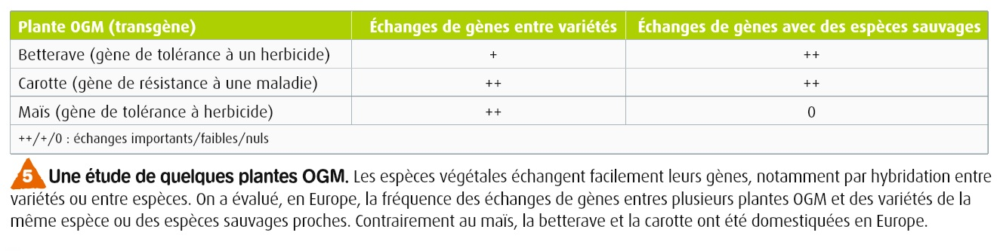 Plante OGM (transgène) Échanges de gènes entre variétés Échanges de gènes avec des espèces sauvages
Betterave (gène de tolérance à un herbicide) + ++
Carotte (gène de résistance à une maladie) ++ ++
Maïs (gène de tolérance à herbicide) ++ 0
++/+/0 : échanges importants/faibles/nuls
5 Une étude de quelques plantes OGM. Les espèces végétales échangent facilement leurs gènes, notamment par hybridation entre
variétés ou entre espèces. On a évalué, en Europe, la fréquence des échanges de gènes entres plusieurs plantes OGM et des variétés de la
même espèce ou des espèces sauvages proches. Contrairement au maïs, la betterave et la carotte ont été domestiquées en Europe.